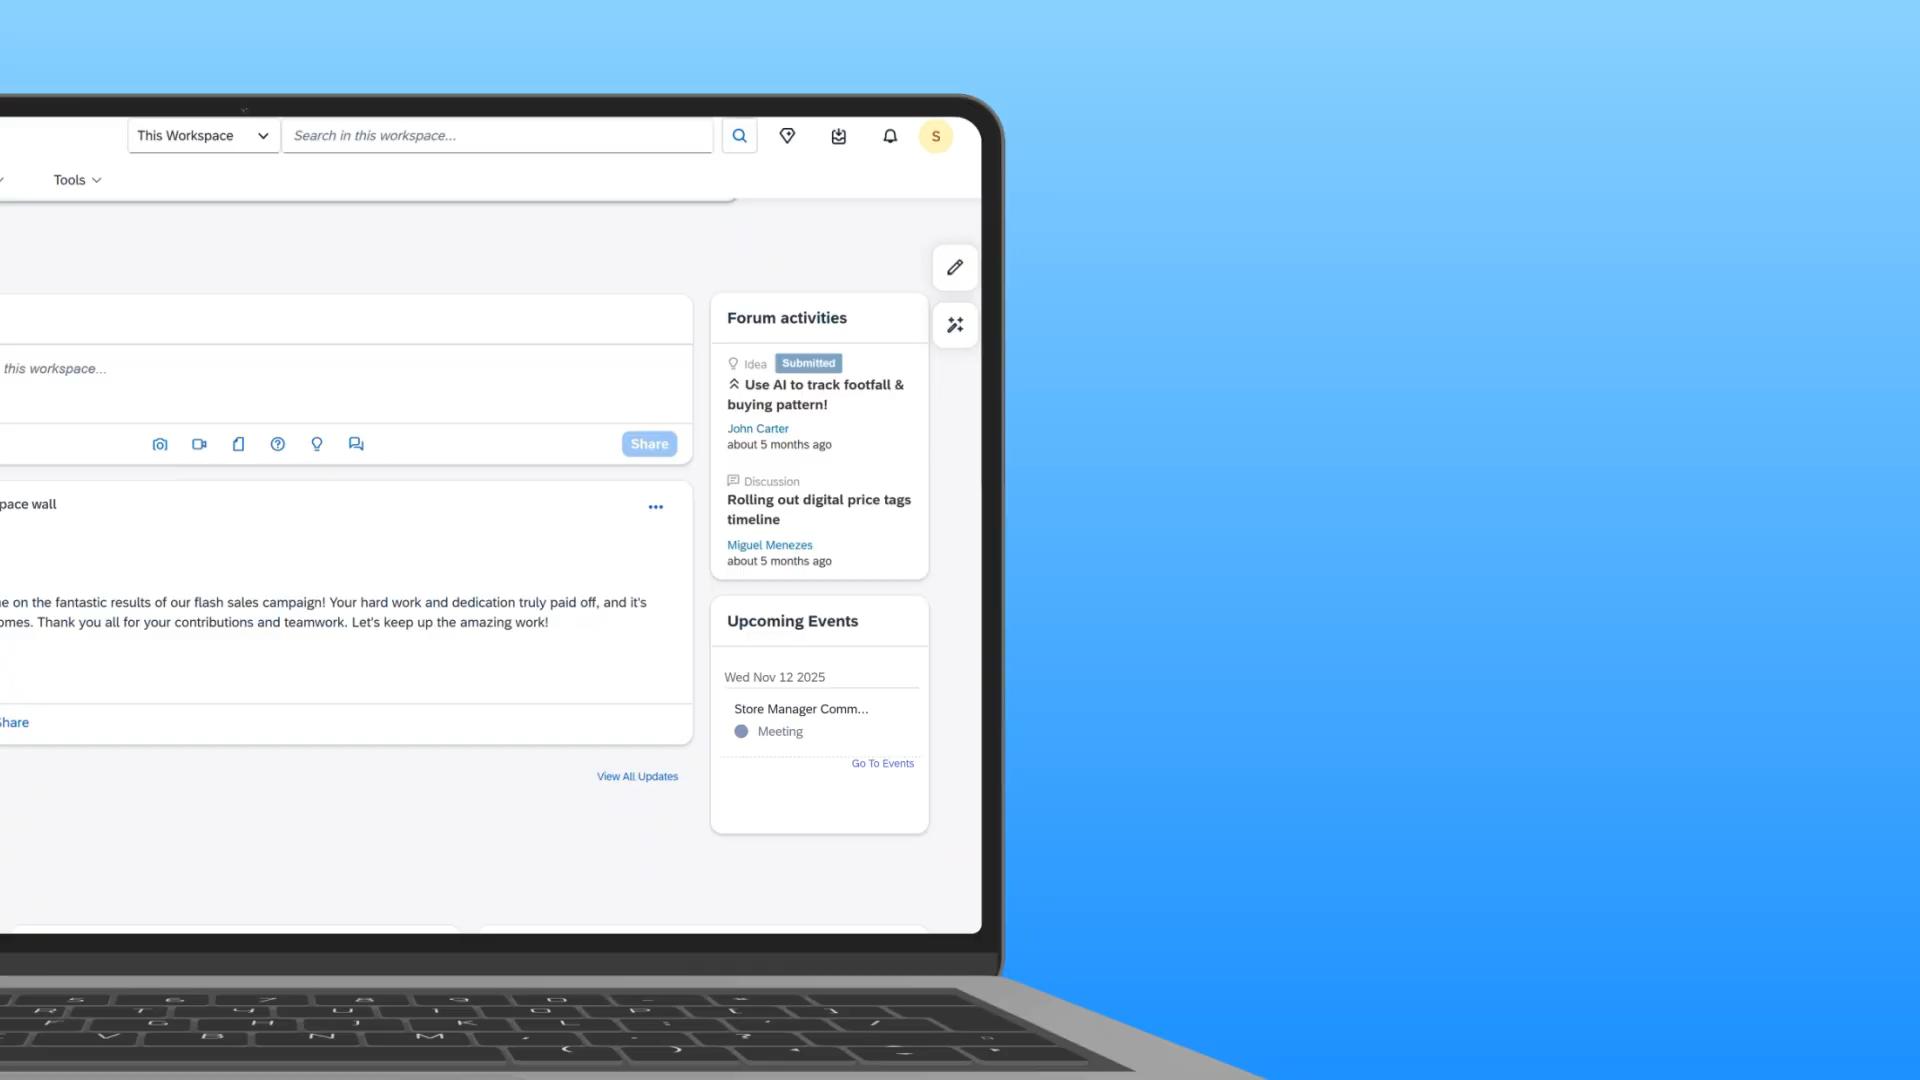 This Workspace
Search in this workspace...
S
Tools
this workspace...
Share
pace wall
e on the fantastic results of our flash sales campaign! Your hard work and dedication truly paid off, and it's
omes. Thank you all for your contributions and teamwork. Let's keep up the amazing work!
Share
View All Updates
Forum activities
Idea Submitted
Use AI to track footfall &
buying pattern!
John Carter
about 5 months ago
Discussion
Rolling out digital price tags
timeline
Miguel Menezes
about 5 months ago
Upcoming Events
Wed Nov 12 2025
Store Manager Comm...
Meeting
Go To Events